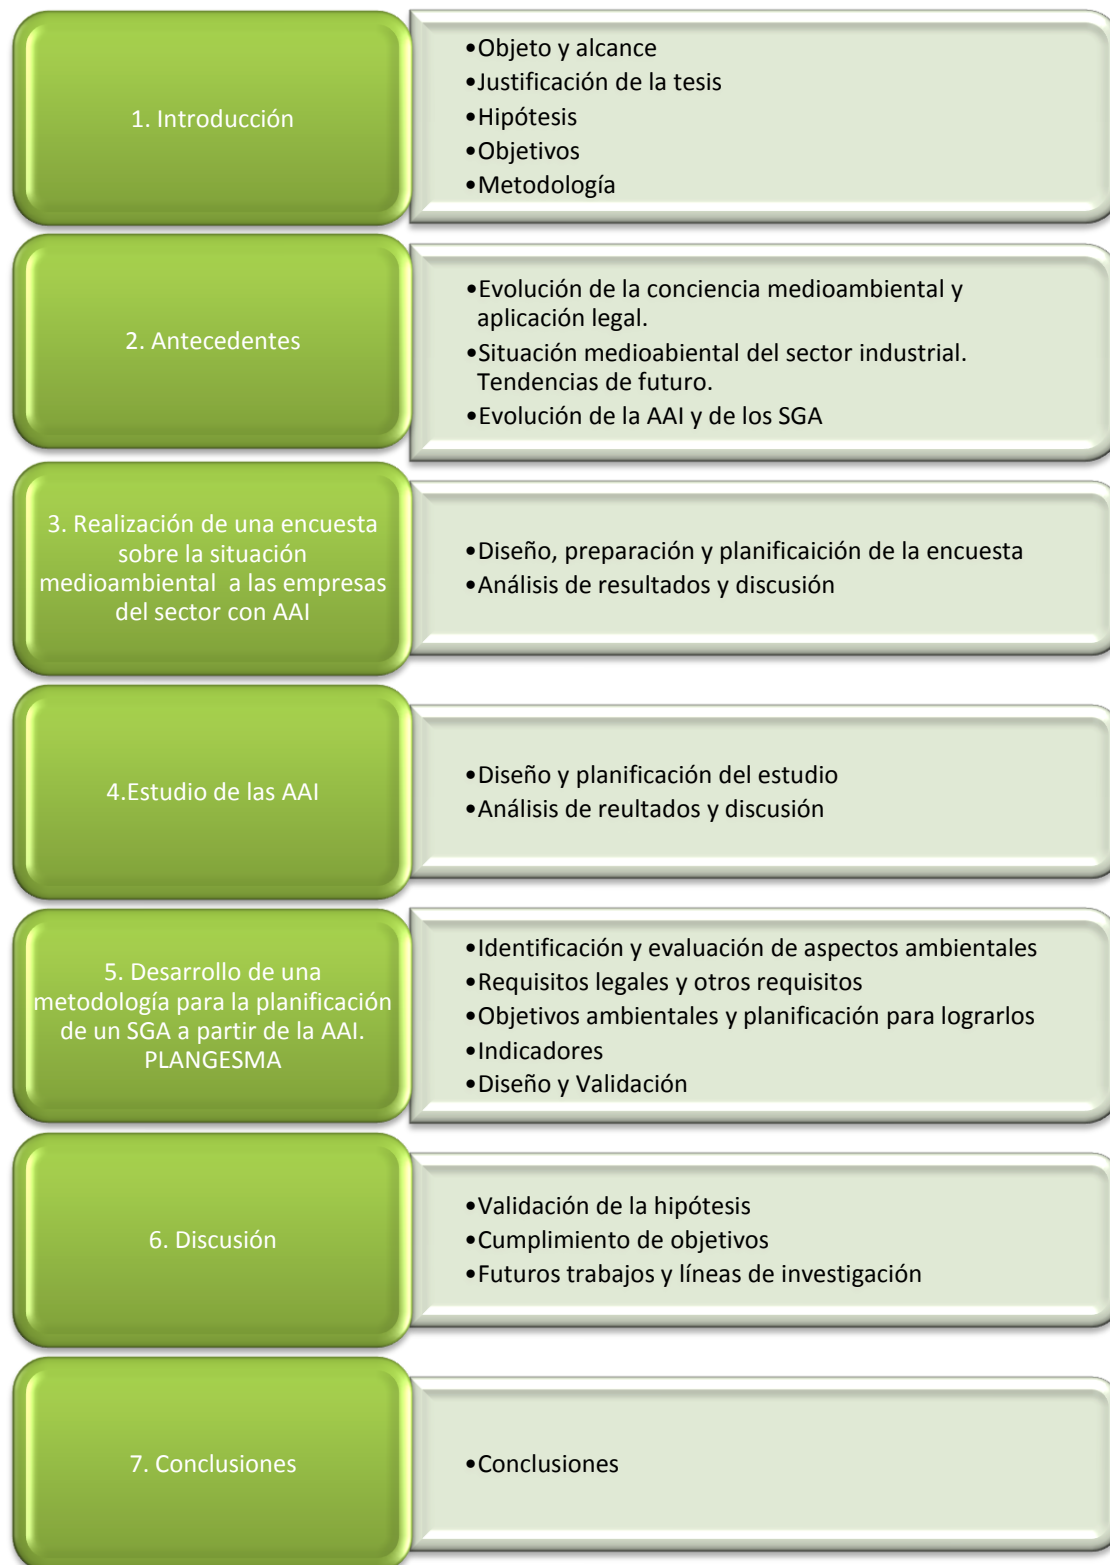 1. Introducción
•Objeto y alcance
•Justificación de la tesis
•Hipótesis
•Objetivos
•Metodología
2. Antecedentes
•Evolución de la conciencia medioambiental y
aplicación legal.
•Situación medioabiental del sector industrial.
Tendencias de futuro.
•Evolución de la AAI y de los SGA
3. Realización de una encuesta
sobre la situación
medioambiental a las empresas
del sector con AAI
•Diseño, preparación y planificaición de la encuesta
•Análisis de resultados y discusión
4.Estudio de las AAI
•Diseño y planificación del estudio
•Análisis de reultados y discusión
5. Desarrollo de una
metodología para la planificación
de un SGA a partir de la AAI.
PLANGESMA
•Identificación y evaluación de aspectos ambientales
•Requisitos legales y otros requisitos
•Objetivos ambientales y planificación para lograrlos
•Indicadores
•Diseño y Validación
6. Discusión
•Validación de la hipótesis
•Cumplimiento de objetivos
•Futuros trabajos y líneas de investigación
7. Conclusiones
•Conclusiones